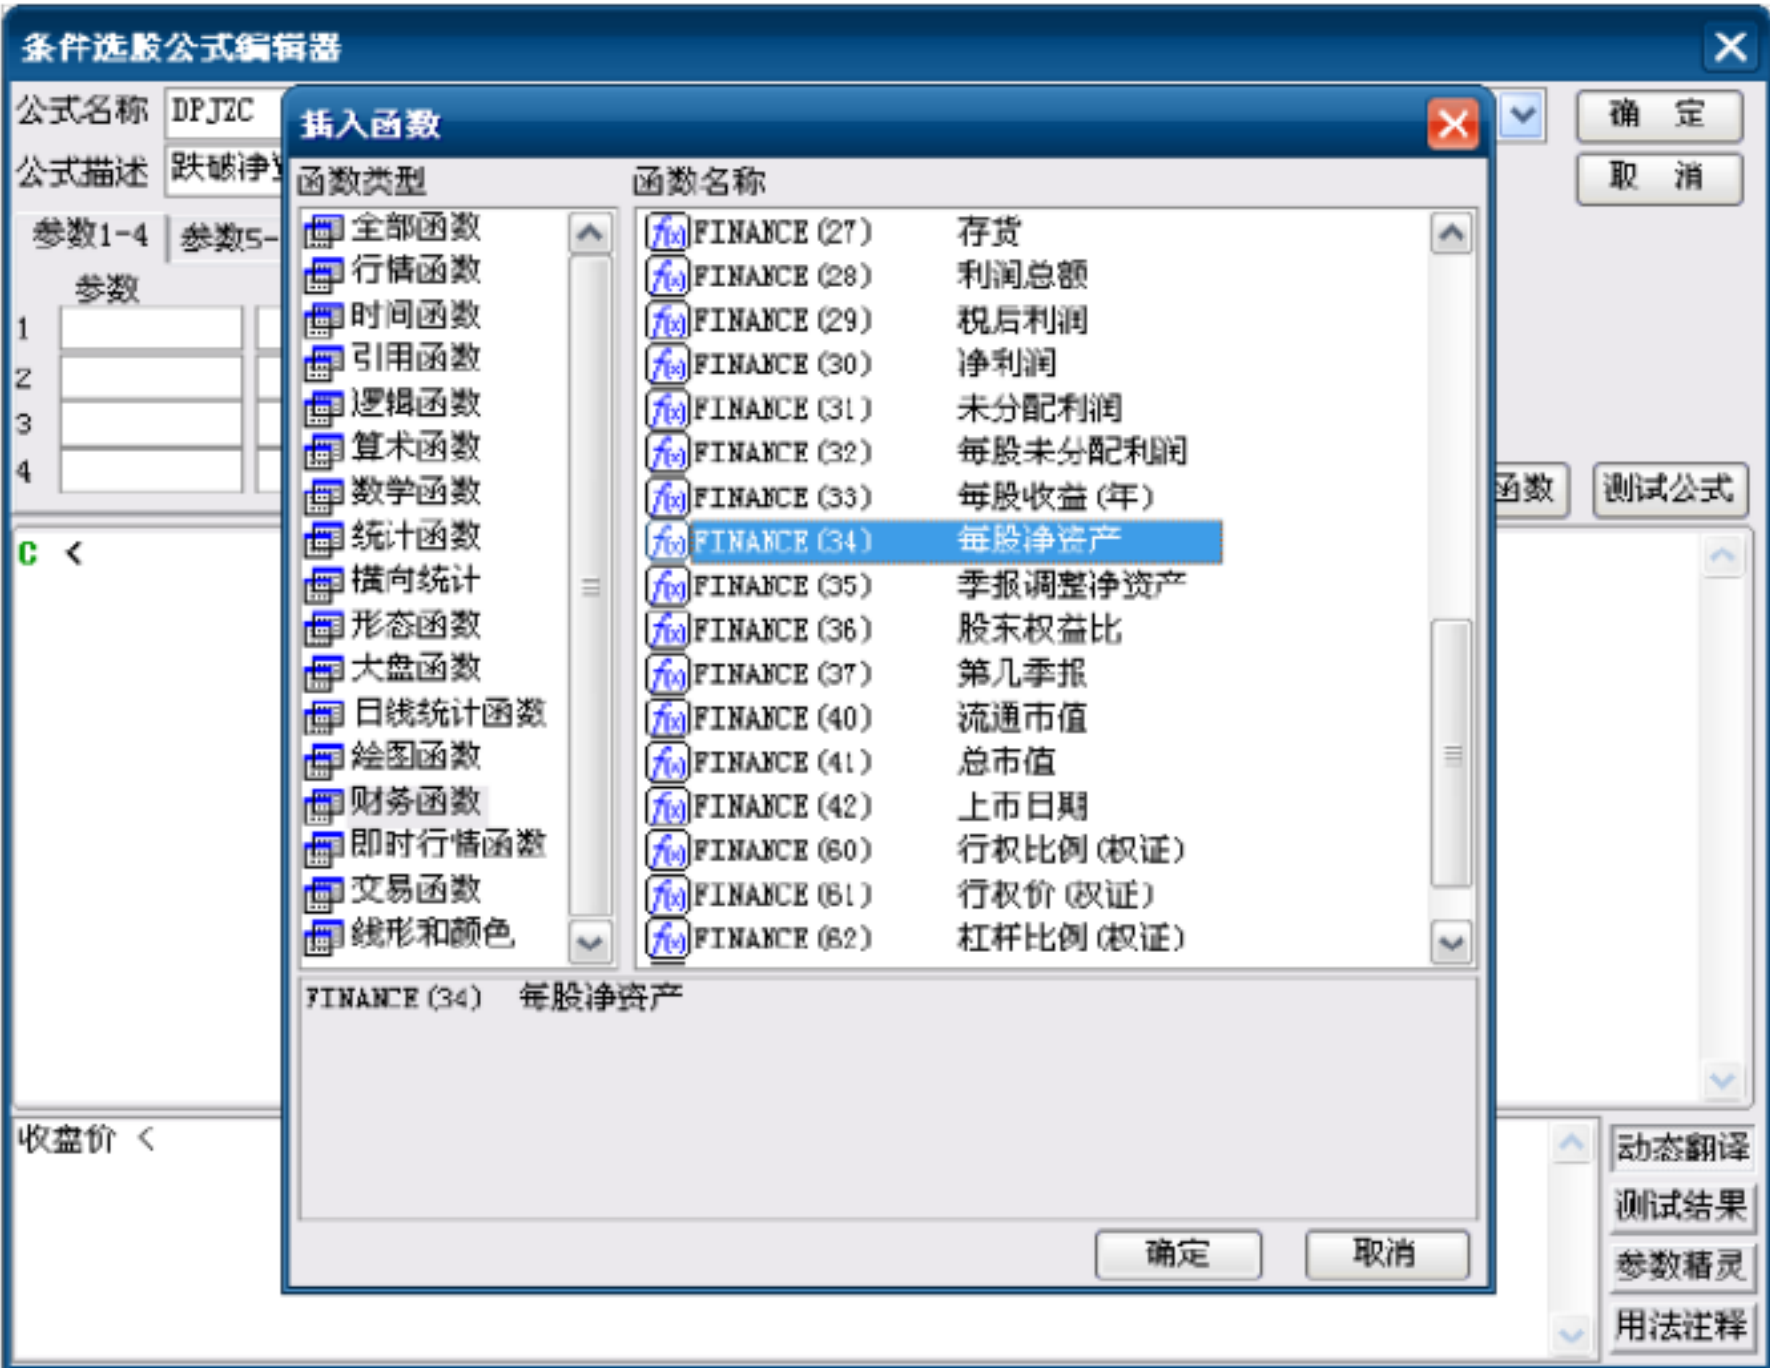 条件选股公式编辑器
公式名称 DPJZC
确 定
公式描述 跌破净
取 消
参数1-4 参数5-
参数
1
2
3
4
函数 测试公式
C <
插入函数
函数类型 函数名称
全部函数
行情函数
时间函数
引用函数
逻辑函数
算术函数
数学函数
统计函数
横向统计
形态函数
大盘函数
日线统计函数
绘图函数
财务函数
即时行情函数
交易函数
线形和颜色
FINANCE(27) 存货
FINANCE(28) 利润总额
FINANCE(29) 税后利润
FINANCE(30) 净利润
FINANCE(31) 未分配利润
FINANCE(32) 每股未分配利润
FINANCE(33) 每股收益(年)
FINANCE(34) 每股净资产
FINANCE(35) 季报调整净资产
FINANCE(36) 股东权益比
FINANCE(37) 第几季报
FINANCE(40) 流通市值
FINANCE(41) 总市值
FINANCE(42) 上市日期
FINANCE(60) 行权比例(权证)
FINANCE(61) 行权价(权证)
FINANCE(62) 杠杆比例(权证)
FINANCE(34) 每股净资产
确定 取消
收盘价 <
动态翻译
测试结果
参数精灵
用法注释